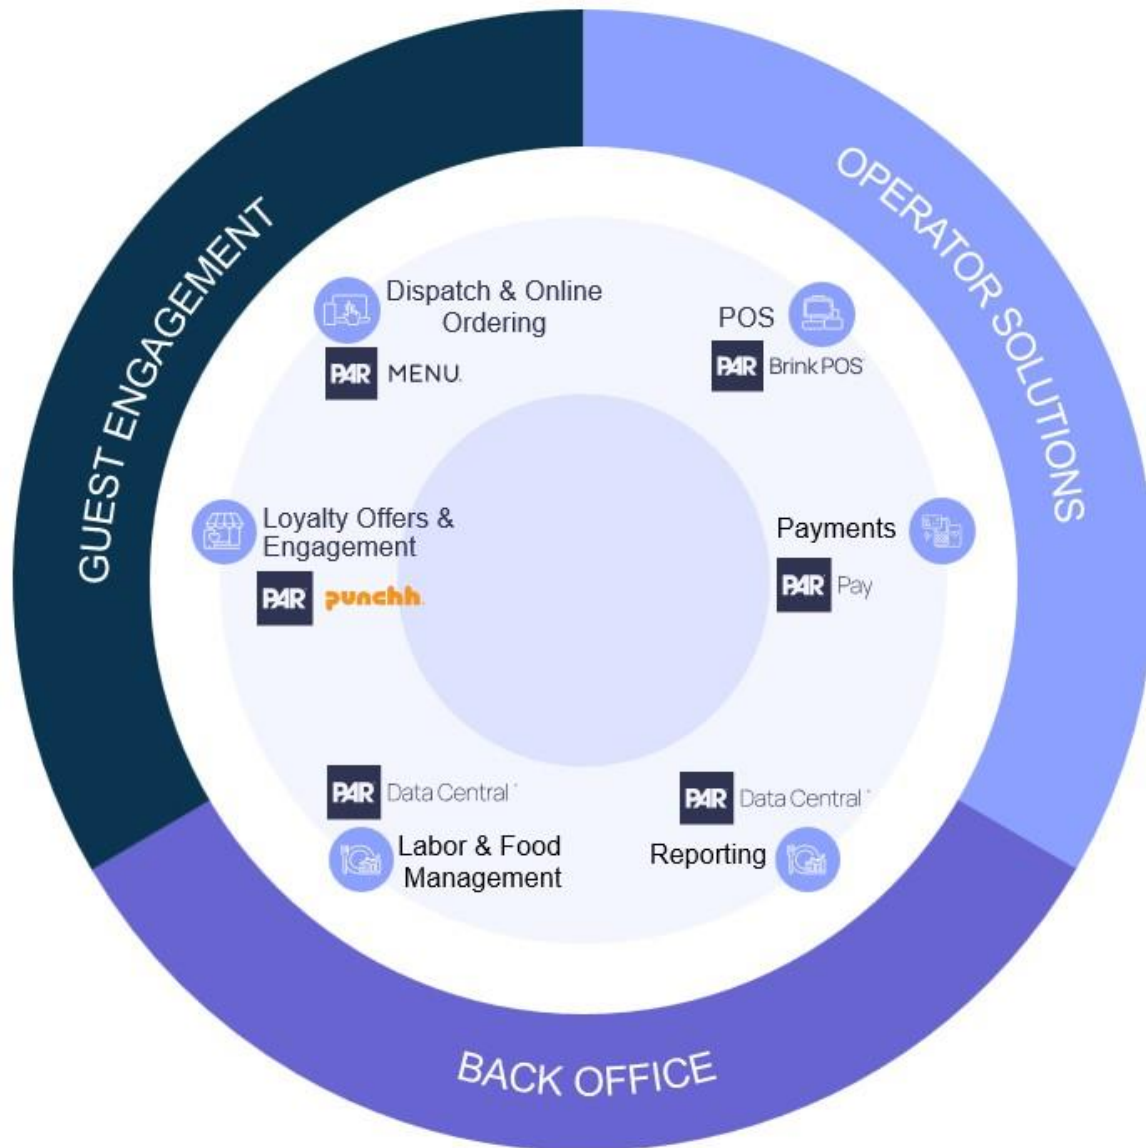 GUEST ENGAGEMENT
OPERATOR SOLUTIONS
Dispatch & Online
Ordering
PAR MENU.
POS
PAR Brink POS
Loyalty Offers &
Engagement
PAR punchh.
Payments
PAR Pay
PAR Data Central
Labor & Food
Management
PAR Data Central
Reporting
BACK OFFICE